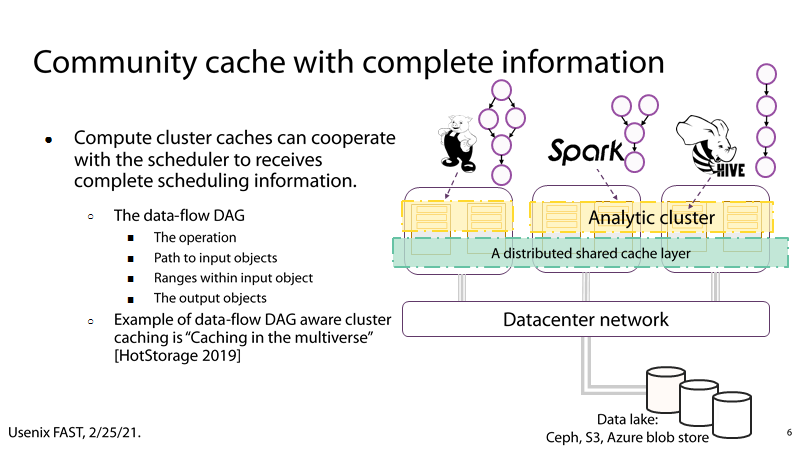 Community cache with complete information
● Compute cluster caches can cooperate
with the scheduler to receives
complete scheduling information.
○ The data-flow DAG
■ The operation
■ Path to input objects
■ Ranges within input object
■ The output objects
○ Example of data-flow DAG aware cluster
caching is “Caching in the multiverse”
[HotStorage 2019]
Spark
HIVE
Analytic cluster
A distributed shared cache layer
Datacenter network
Data lake:
Ceph, S3, Azure blob store
Usenix FAST, 2/25/21.
6